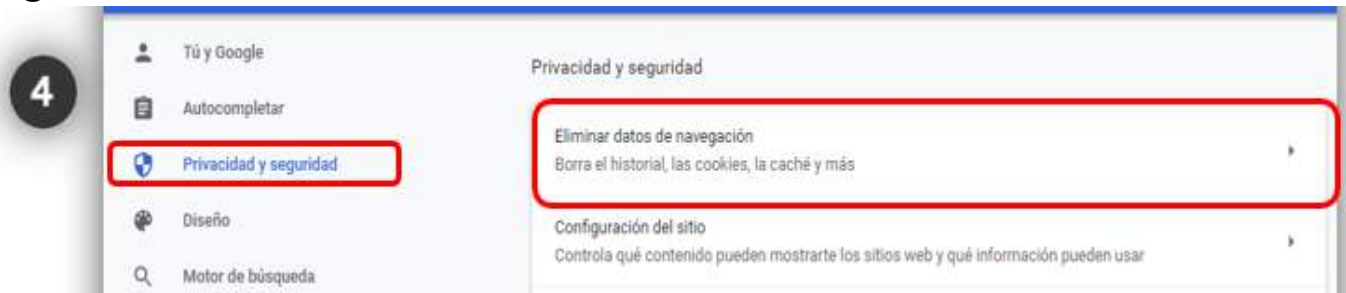 4
Tú y Google
Autocompletar
Privacidad y seguridad
Diseño
Motor de búsqueda
Privacidad y seguridad
Eliminar datos de navegación
Borra el historial, las cookies, la caché y más
Configuración del sitio
Controla qué contenido pueden mostrarte los sitios web y qué información pueden usar